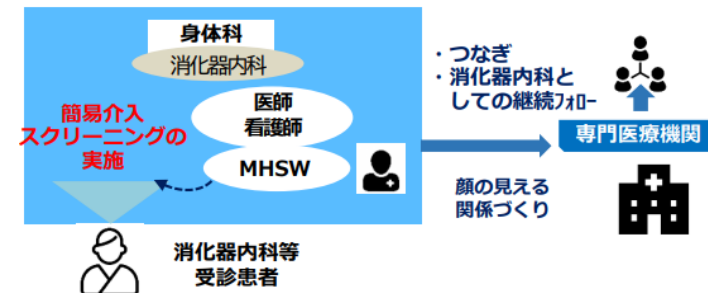 身体科
消化器内科
医師
看護師
MHSW
簡易介入
スクリーニングの
実施
消化器内科等
受診患者
・つなぎ
・消化器内科と
しての継続ﾌｫﾛｰ
顔の見える
関係づくり
専門医療機関